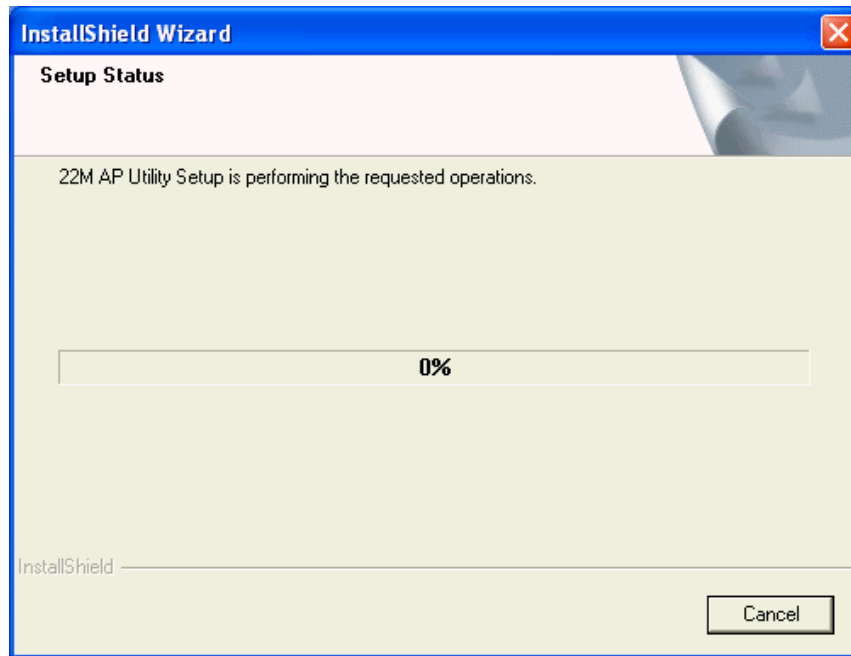 InstallShield Wizard
Setup Status
22M AP Utility Setup is performing the requested operations.
0%
InstallShield
Cancel